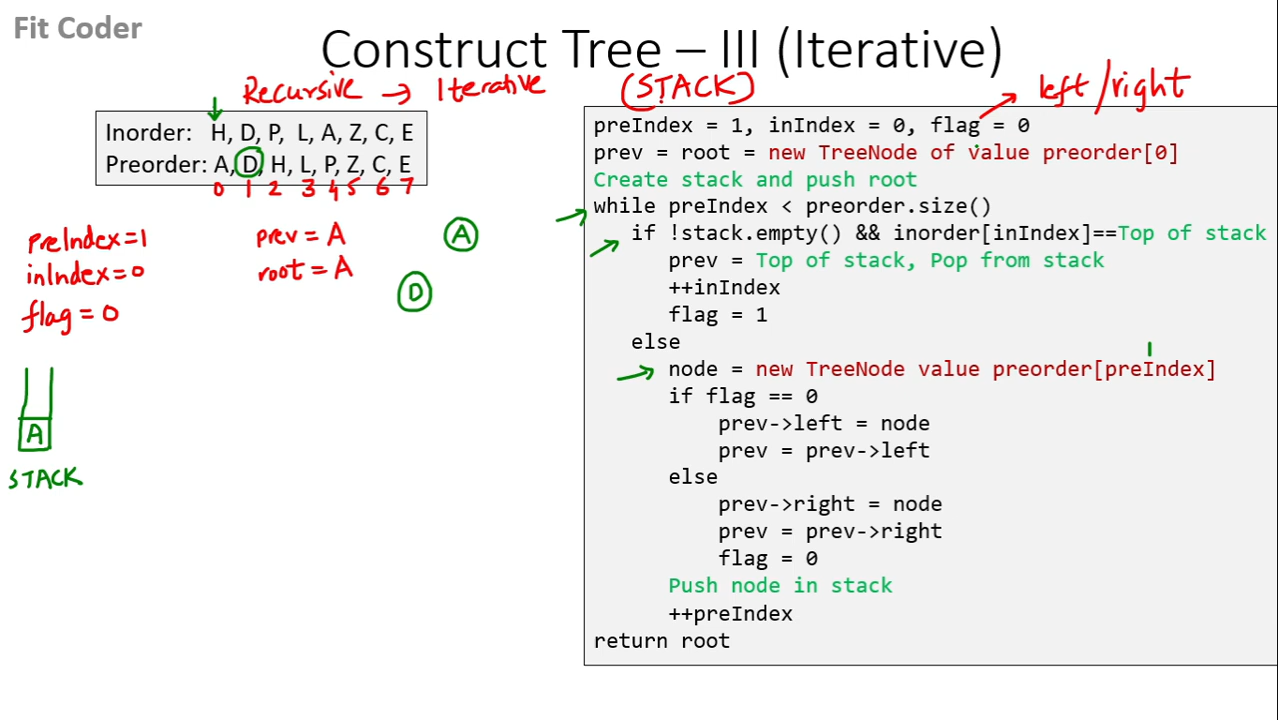 Fit Coder
Construct Tree – III (Iterative)
Recursive → Iterative (STACK) left/right
Inorder: H, D, P, L, A, Z, C, E
Preorder: A, D, H, L, P, Z, C, E
0 1 2 3 4 5 6 7
preIndex=1
inIndex=0
flag=0
prev = A
root = A
A
D
A
STACK
preIndex = 1, inIndex = 0, flag = 0
prev = root = new TreeNode of value preorder[0]
Create stack and push root
while preIndex < preorder.size()
if !stack.empty() && inorder[inIndex]==Top of stack
prev = Top of stack, Pop from stack
++inIndex
flag = 1
else
1
node = new TreeNode value preorder[preIndex]
if flag == 0
prev->left = node
prev = prev->left
else
prev->right = node
prev = prev->right
flag = 0
Push node in stack
++preIndex
return root